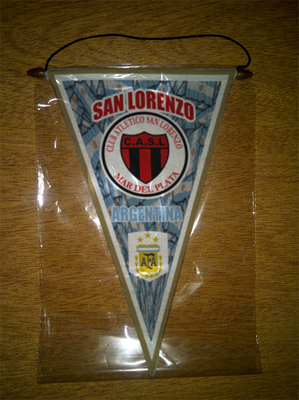 SAN LORENZO
CLUB ATLETICO SAN LORENZO
C.A.S.L
MAR DEL PLATA
ARGENTINA
AFA